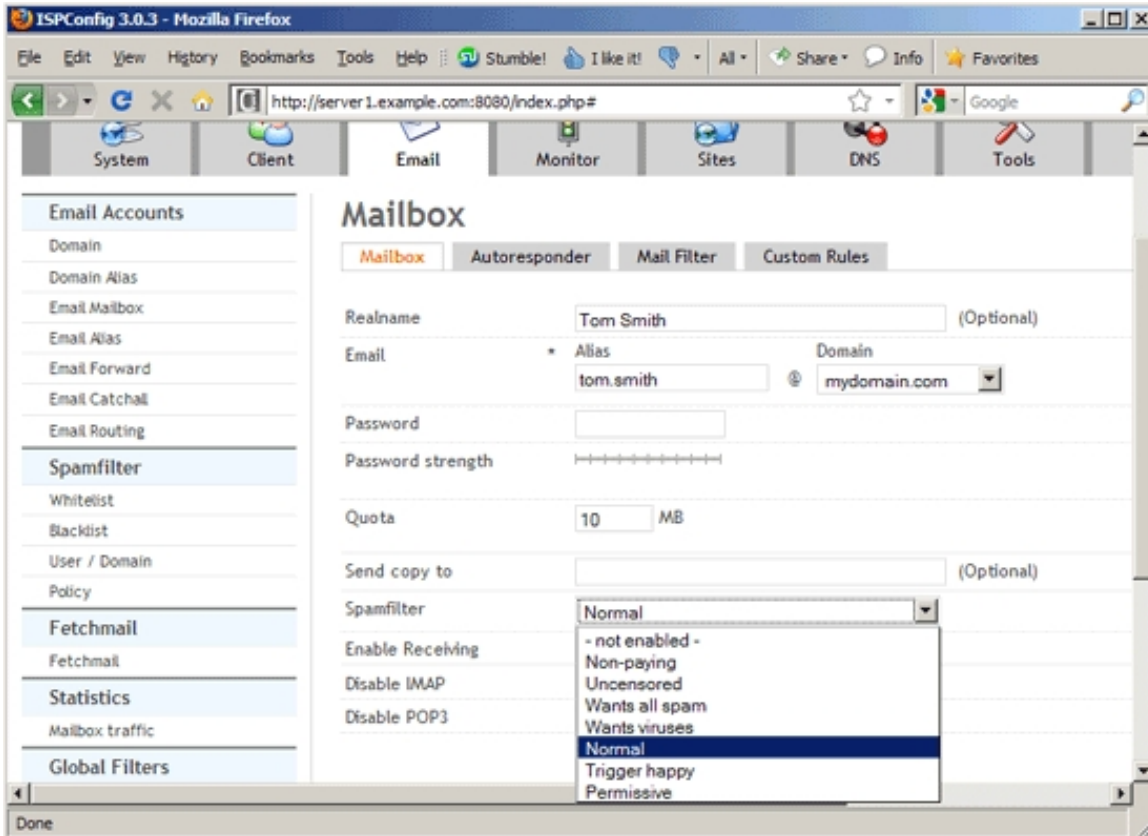 ISPConfig 3.0.3 - Mozilla Firefox
File Edit View History Bookmarks Tools Help Stumble! I like it! All Share Info Favorites
http://server1.example.com:8080/index.php# Google
System Client Email Monitor Sites DNS Tools
Email Accounts
Domain
Domain Alias
Email Mailbox
Email Alias
Email Forward
Email Catchall
Email Routing
Spamfilter
Whitelist
Blacklist
User / Domain
Policy
Fetchmail
Fetchmail
Statistics
Mailbox traffic
Global Filters
Mailbox
Mailbox Autoresponder Mail Filter Custom Rules
Realname Tom Smith (Optional)
Email * Alias Domain
tom.smith @ mydomain.com
Password
Password strength
Quota 10 MB
Send copy to (Optional)
Spamfilter Normal
Enable Receiving
Disable IMAP
Disable POP3
- not enabled -
Non-paying
Uncensored
Wants all spam
Wants viruses
Normal
Trigger happy
Permissive
Done